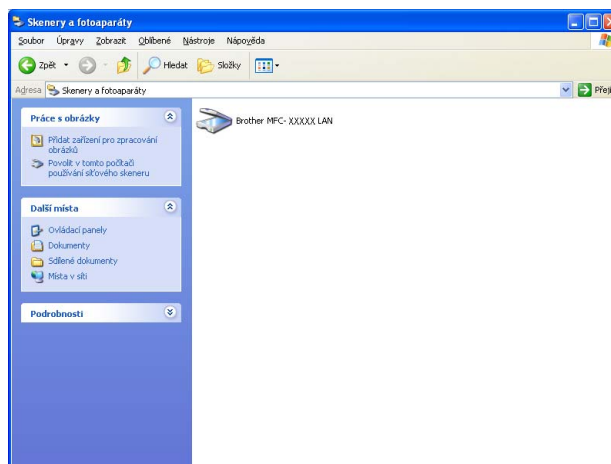 Skenery a fotoaparáty
Soubor Úpravy Zobrazit Oblíbené Nástroje Nápověda
Zpět Hledat Složky
Adresa Skenery a fotoaparáty
Práce s obrázky
Přidat zařízení pro zpracování
obrázků
Povolit v tomto počítači
používání síťového skeneru
Další místa
Ovládací panely
Dokumenty
Sdílené dokumenty
Místa v síti
Podrobnosti
Brother MFC- XXXXX LAN